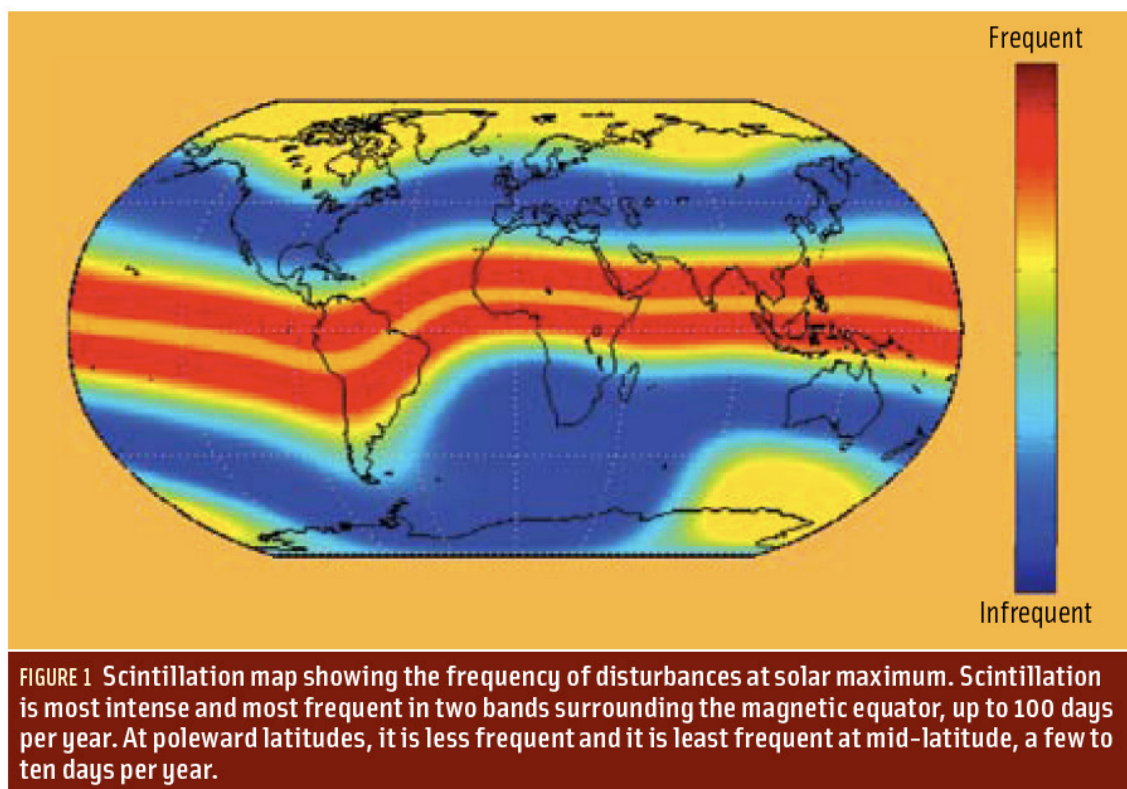 Frequent
Infrequent
FIGURE 1 Scintillation map showing the frequency of disturbances at solar maximum. Scintillation
is most intense and most frequent in two bands surrounding the magnetic equator, up to 100 days
per year. At poleward latitudes, it is less frequent and it is least frequent at mid-latitude, a few to
ten days per year.